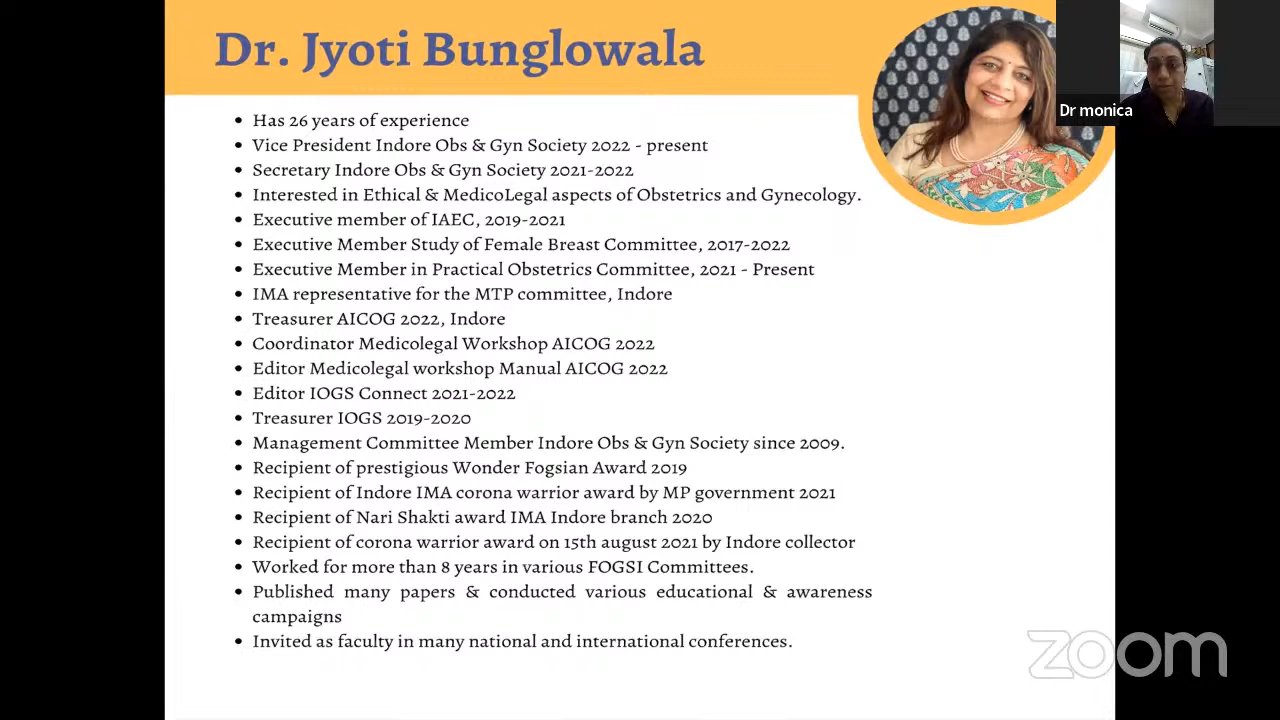 Dr. Jyoti Bunglowala
Dr monica
• Has 26 years of experience
• Vice President Indore Obs & Gyn Society 2022 - present
• Secretary Indore Obs & Gyn Society 2021-2022
• Interested in Ethical & MedicoLegal aspects of Obstetrics and Gynecology.
• Executive member of IAEC, 2019-2021
• Executive Member Study of Female Breast Committee, 2017-2022
• Executive Member in Practical Obstetrics Committee, 2021 - Present
• IMA representative for the MTP committee, Indore
• Treasurer AICOG 2022, Indore
• Coordinator Medicolegal Workshop AICOG 2022
• Editor Medicolegal workshop Manual AICOG 2022
• Editor IOGS Connect 2021-2022
• Treasurer IOGS 2019-2020
• Management Committee Member Indore Obs & Gyn Society since 2009.
• Recipient of prestigious Wonder Fogsian Award 2019
• Recipient of Indore IMA corona warrior award by MP government 2021
• Recipient of Nari Shakti award IMA Indore branch 2020
• Recipient of corona warrior award on 15th august 2021 by Indore collector
• Worked for more than 8 years in various FOGSI Committees.
• Published many papers & conducted various educational & awareness
campaigns
• Invited as faculty in many national and international conferences.
zoom